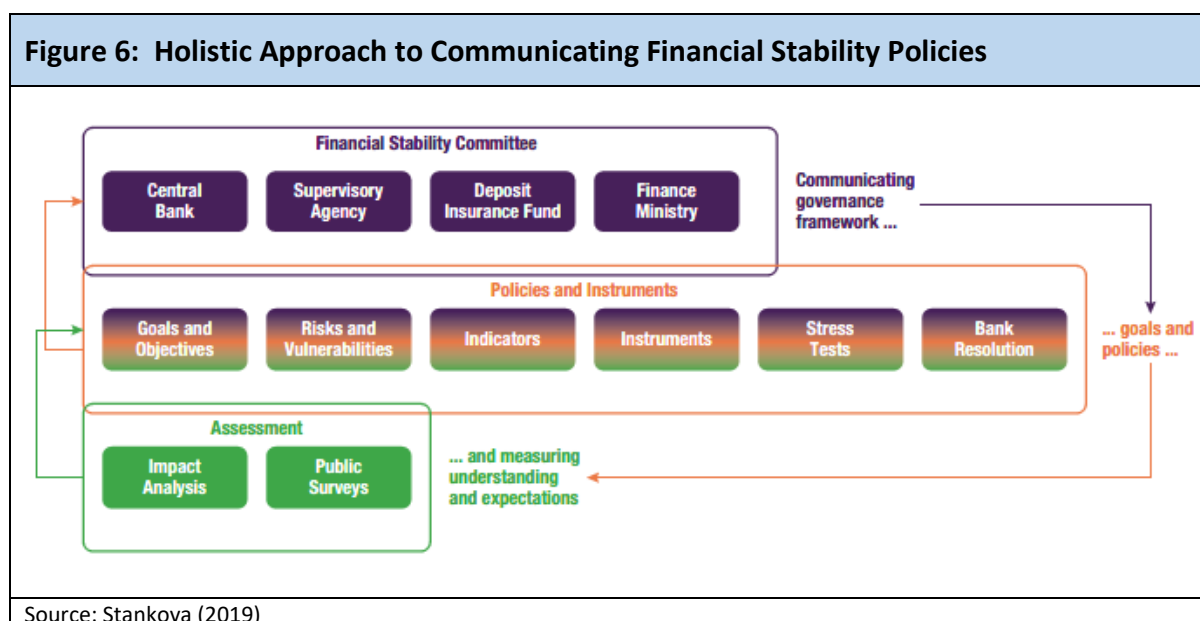 Figure 6:  Holistic Approach to Communicating Financial Stability Policies
Financial Stability Committee
Central
Bank
Supervisory
Agency
Deposit
Insurance Fund
Finance
Ministry
Communicating
governance
framework ...
Policies and Instruments
Goals and
Objectives
Risks and
Vulnerabilities
Indicators
Instruments
Stress
Tests
Bank
Resolution
... goals and
policies ...
Assessment
Impact
Analysis
Public
Surveys
... and measuring
understanding
and expectations
Source: Stankova (2019)